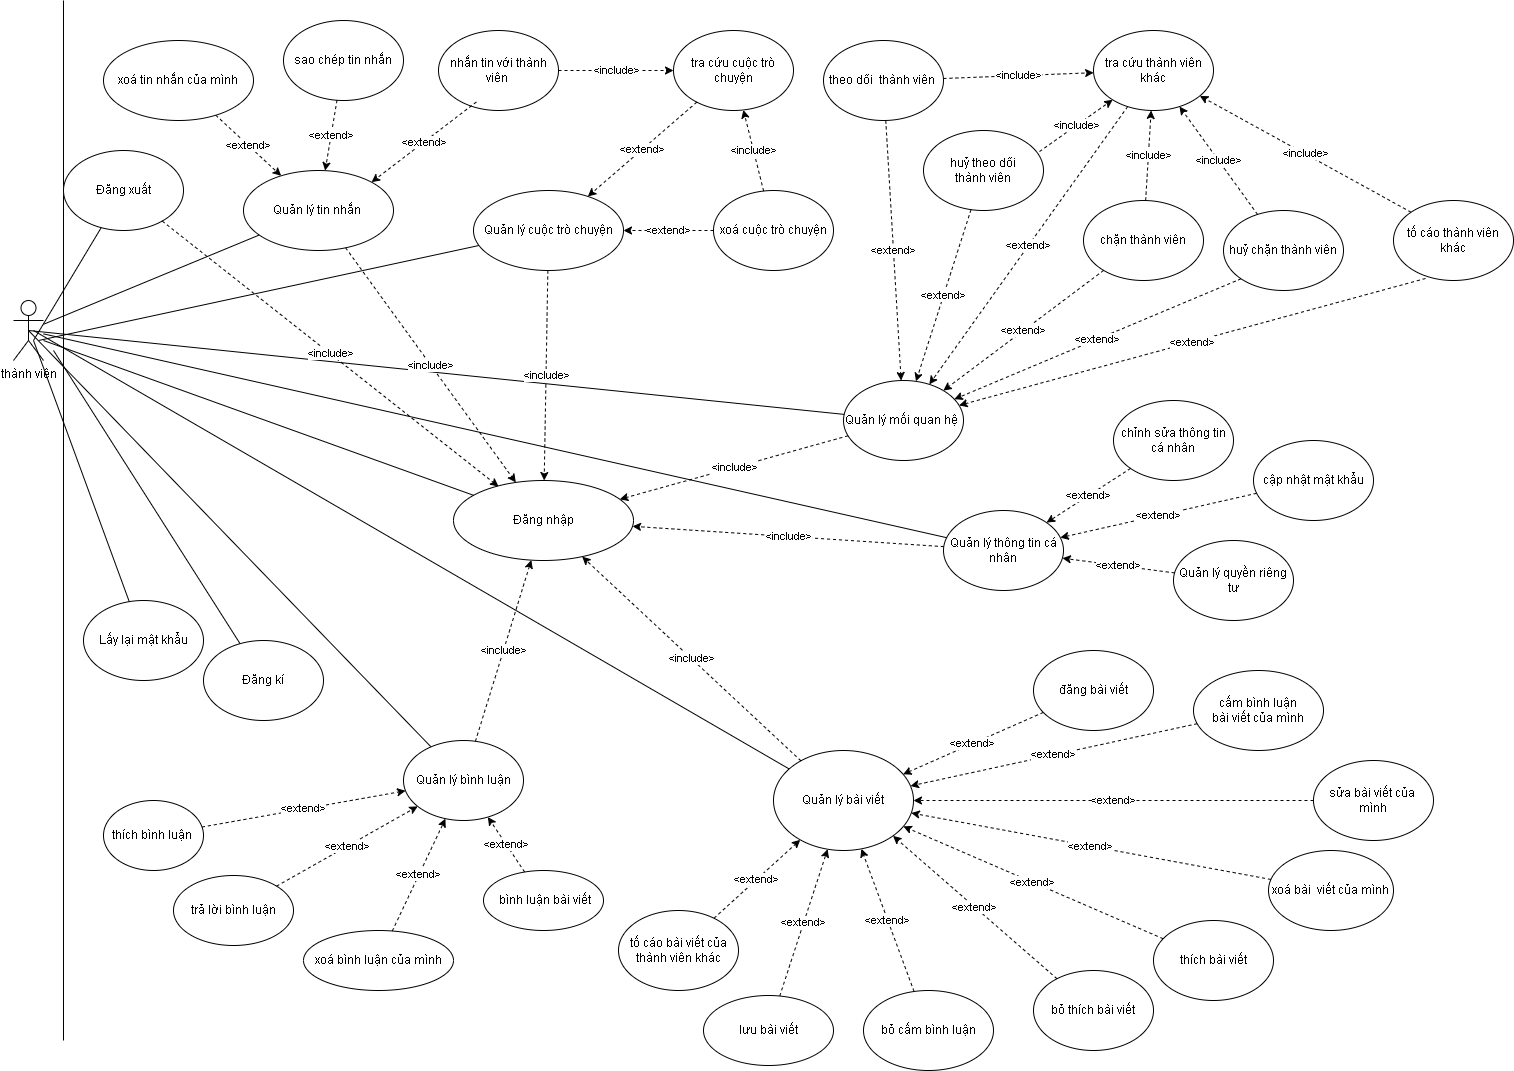 xoá tin nhắn của mình
sao chép tin nhắn
nhắn tin với thành
viên
<include>
tra cứu cuộc trò
chuyện
theo dõi  thành viên
<include>
tra cứu thành viên
khác
<extend>
<extend>
<extend>
<extend>
<include>
<include>
<include>
<include>
<include>
huỷ theo dõi
thành viên
Đăng xuất
Quản lý tin nhắn
Quản lý cuộc trò chuyện
<extend>
xoá cuộc trò chuyện
<extend>
<extend>
chặn thành viên
huỷ chặn thành viên
tố cáo thành viên
khác
<extend>
<extend>
<extend>
<extend>
thành viên
<include>
<include>
<include>
Quản lý mối quan hệ
<include>
chỉnh sửa thông tin
cá nhân
cập nhật mật khẩu
<extend>
<extend>
<extend>
Đăng nhập
<include>
Quản lý thông tin cá
nhân
Quản lý quyền riêng
tư
Lấy lại mật khẩu
Đăng kí
<include>
<include>
đăng bài viết
cấm bình luận
bài viết của mình
<extend>
<extend>
Quản lý bình luận
Quản lý bài viết
<extend>
sửa bài viết của
mình
<extend>
thích bình luận
<extend>
<extend>
<extend>
<extend>
xoá bài  viết của mình
trả lời bình luận
bình luận bài viết
<extend>
<extend>
<extend>
<extend>
<extend>
xoá bình luận của mình
tố cáo bài viết của
thành viên khác
thích bài viết
lưu bài viết
bỏ cấm bình luận
bỏ thích bài viết